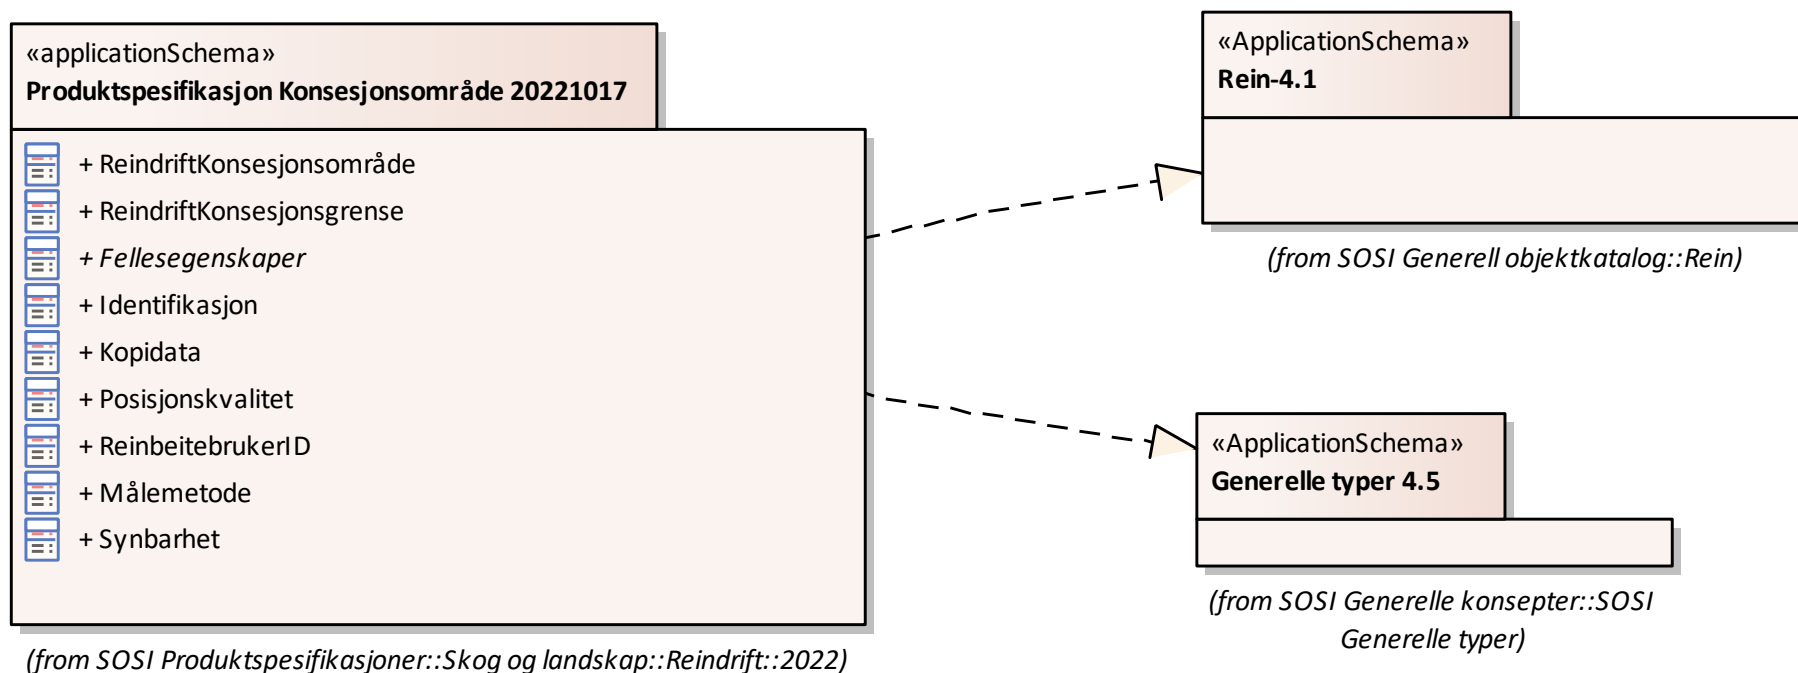 «applicationSchema»
Produktspesifikasjon Konsesjonsområde 20221017
+ ReindriftKonsesjonsområde
+ ReindriftKonsesjonsgrense
+ Fellesegenskaper
+ Identifikasjon
+ Kopidata
+ Posisjonskvalitet
+ ReinbeitebrukerID
+ Målemetode
+ Synbarhet
(from SOSI Produktspesifikasjoner::Skog og landskap::Reindrift::2022)
«ApplicationSchema»
Rein-4.1
(from SOSI Generell objektkatalog::Rein)
«ApplicationSchema»
Generelle typer 4.5
(from SOSI Generelle konsepter::SOSI
Generelle typer)